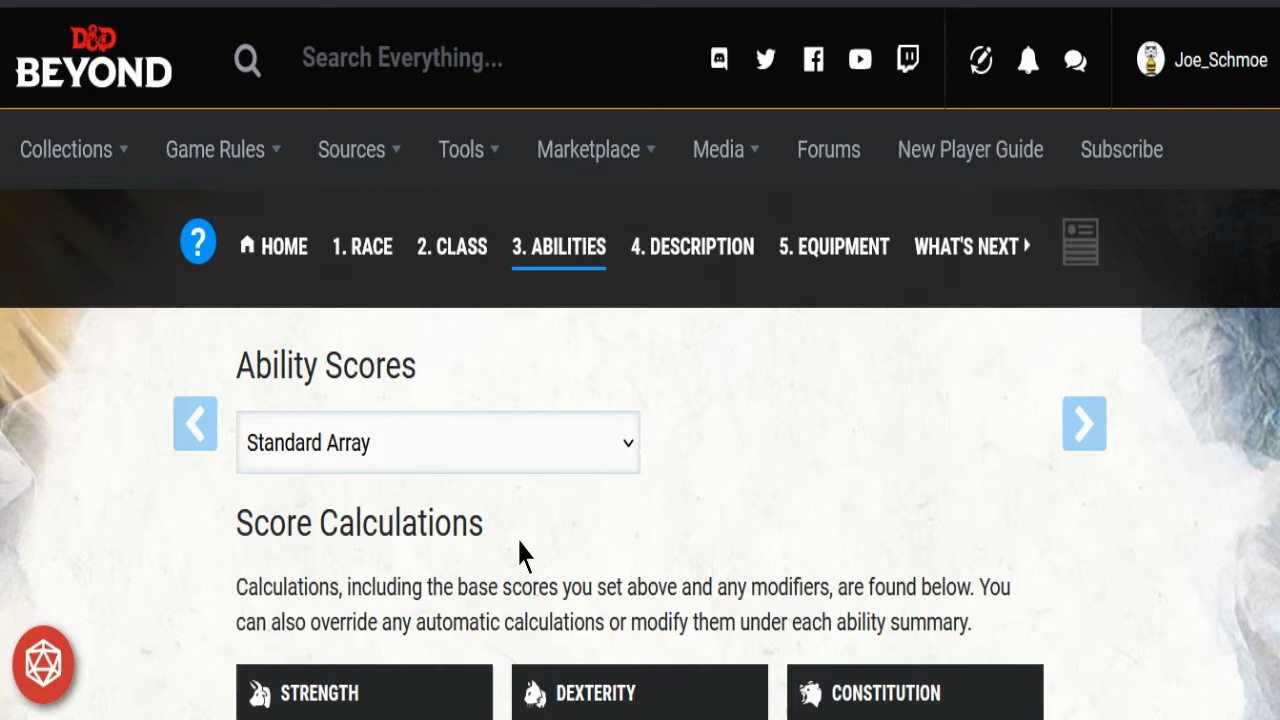 D&D
BEYOND
Search Everything...
Joe_Schmoe
Collections Game Rules Sources Tools Marketplace Media Forums New Player Guide Subscribe
? HOME 1. RACE 2. CLASS 3. ABILITIES 4. DESCRIPTION 5. EQUIPMENT WHAT'S NEXT
Ability Scores
Standard Array
Score Calculations
Calculations, including the base scores you set above and any modifiers, are found below. You
can also override any automatic calculations or modify them under each ability summary.
STRENGTH DEXTERITY CONSTITUTION